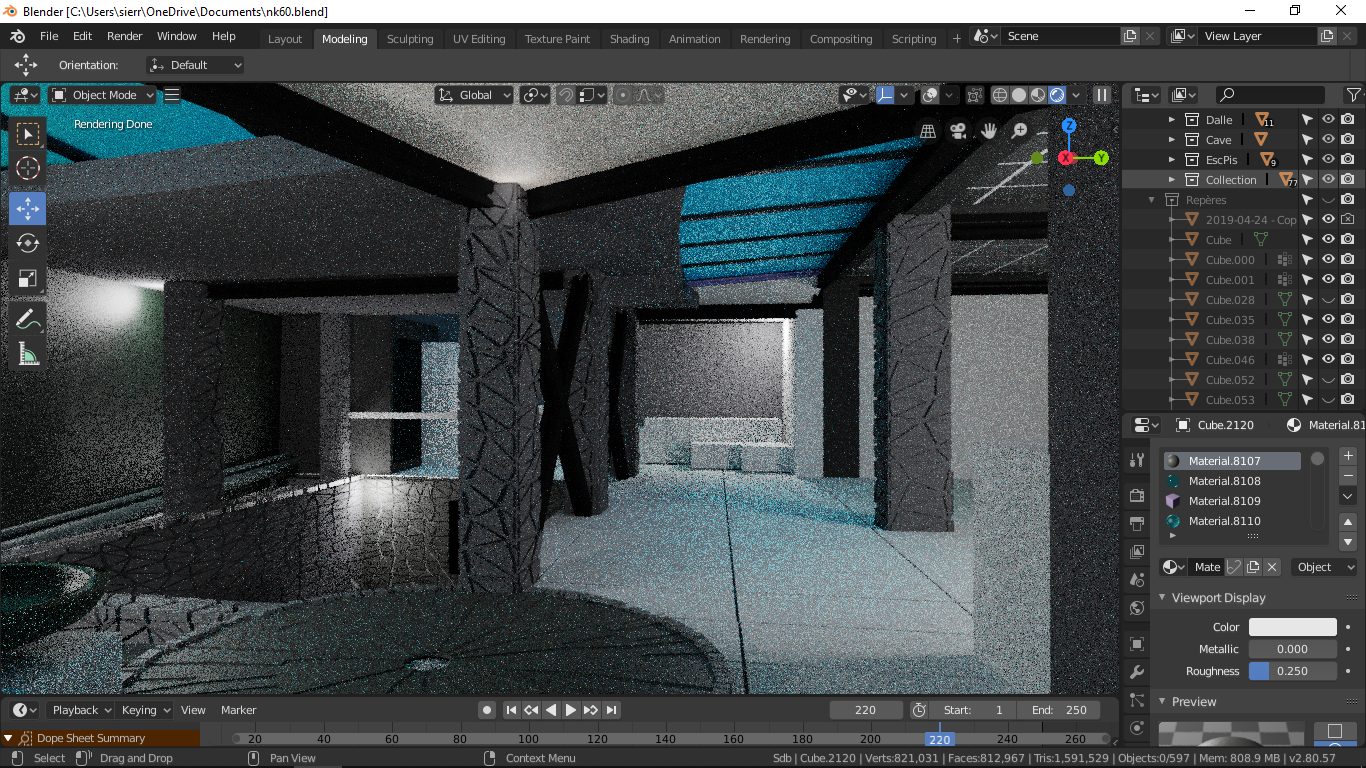 Blender [C:\Users\sierr\OneDrive\Documents\nk60.blend]
File Edit Render Window Help Layout Modeling Sculpting UV Editing Texture Paint Shading Animation Rendering Compositing Scripting + Scene View Layer
Orientation: Default
Object Mode Global
Rendering Done
Z
X Y
Dalle 11
Cave
EscPis 9
Collection 77
Repères
2019-04-24 - Cop
Cube
Cube.000
Cube.001
Cube.028
Cube.035
Cube.038
Cube.046
Cube.052
Cube.053
Cube.2120 Material.81
Material.8107
Material.8108
Material.8109
Material.8110
Mate Object
Viewport Display
Color
Metallic 0.000
Roughness 0.250
Preview
Playback Keying View Marker 220 Start: 1 End: 250
20 40 60 80 100 120 140 160 180 200 220 240 260
Dope Sheet Summary
Select Drag and Drop Pan View Context Menu Sdb | Cube.2120 | Verts:821,031 | Faces:812,967 | Tris:1,591,529 | Objects:0/597 | Mem: 808.9 MB | v2.80.57